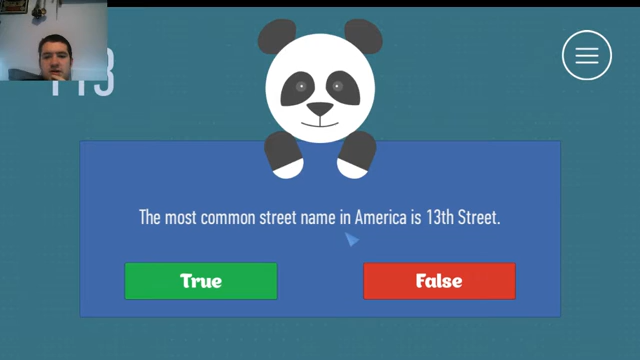 The most common street name in America is 13th Street.
True
False